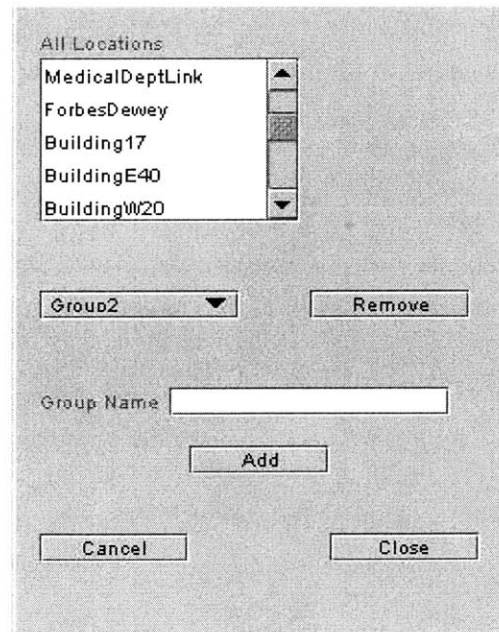 All Locations
MedicalDeptLink
ForbesDewey
Building17
BuildingE40
BuildingW20
Group2
Remove
Group Name
Add
Cancel
Close